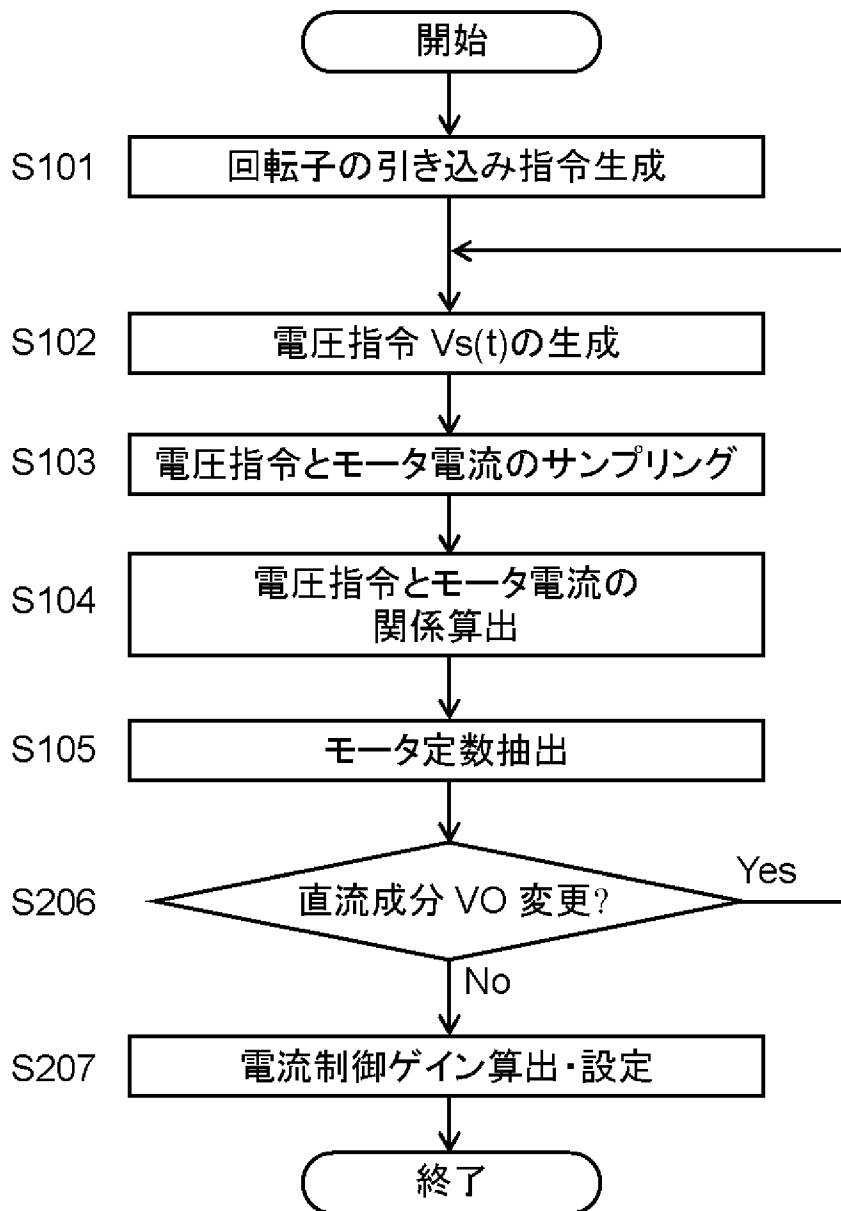 開始
S101
回転子の引き込み指令生成
S102
電圧指令 Vs(t)の生成
S103
電圧指令とモータ電流のサンプリング
S104
電圧指令とモータ電流の
関係算出
S105
モータ定数抽出
S206
直流成分 VO 変更?
Yes
No
S207
電流制御ゲイン算出・設定
終了